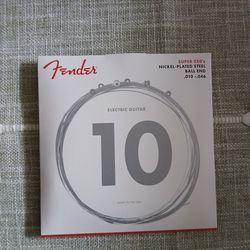 Fender
SUPER 250's
NICKEL-PLATED STEEL
BALL END
.010 - .046
ELECTRIC GUITAR
10